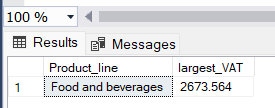 100 %
Results Messages
Product_line largest_VAT
1 Food and beverages 2673.564